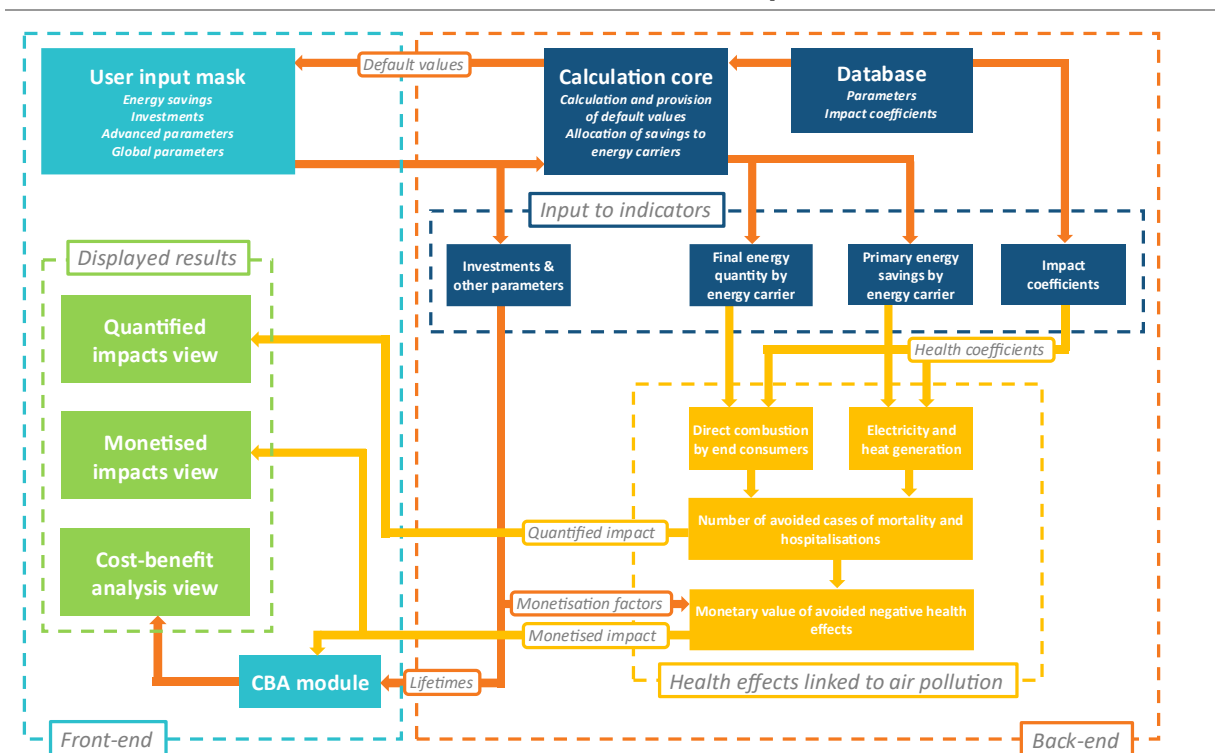 User input mask
Energy savings
Investments
Advanced parameters
Global parameters
Default values
Calculation core
Calculation and provision
of default values
Allocation of savings to
energy carriers
Database
Parameters
Impact coefficients
Input to indicators
Investments &
other parameters
Final energy
quantity by
energy carrier
Primary energy
savings by
energy carrier
Impact
coefficients
Displayed results
Quantified
impacts view
Monetised
impacts view
Cost-benefit
analysis view
Health coefficients
Direct combustion
by end consumers
Electricity and
heat generation
Number of avoided cases of mortality and
hospitalisations
Quantified impact
Monetisation factors
Monetary value of avoided negative health
effects
Monetised impact
CBA module
Lifetimes
Health effects linked to air pollution
Front-end
Back-end